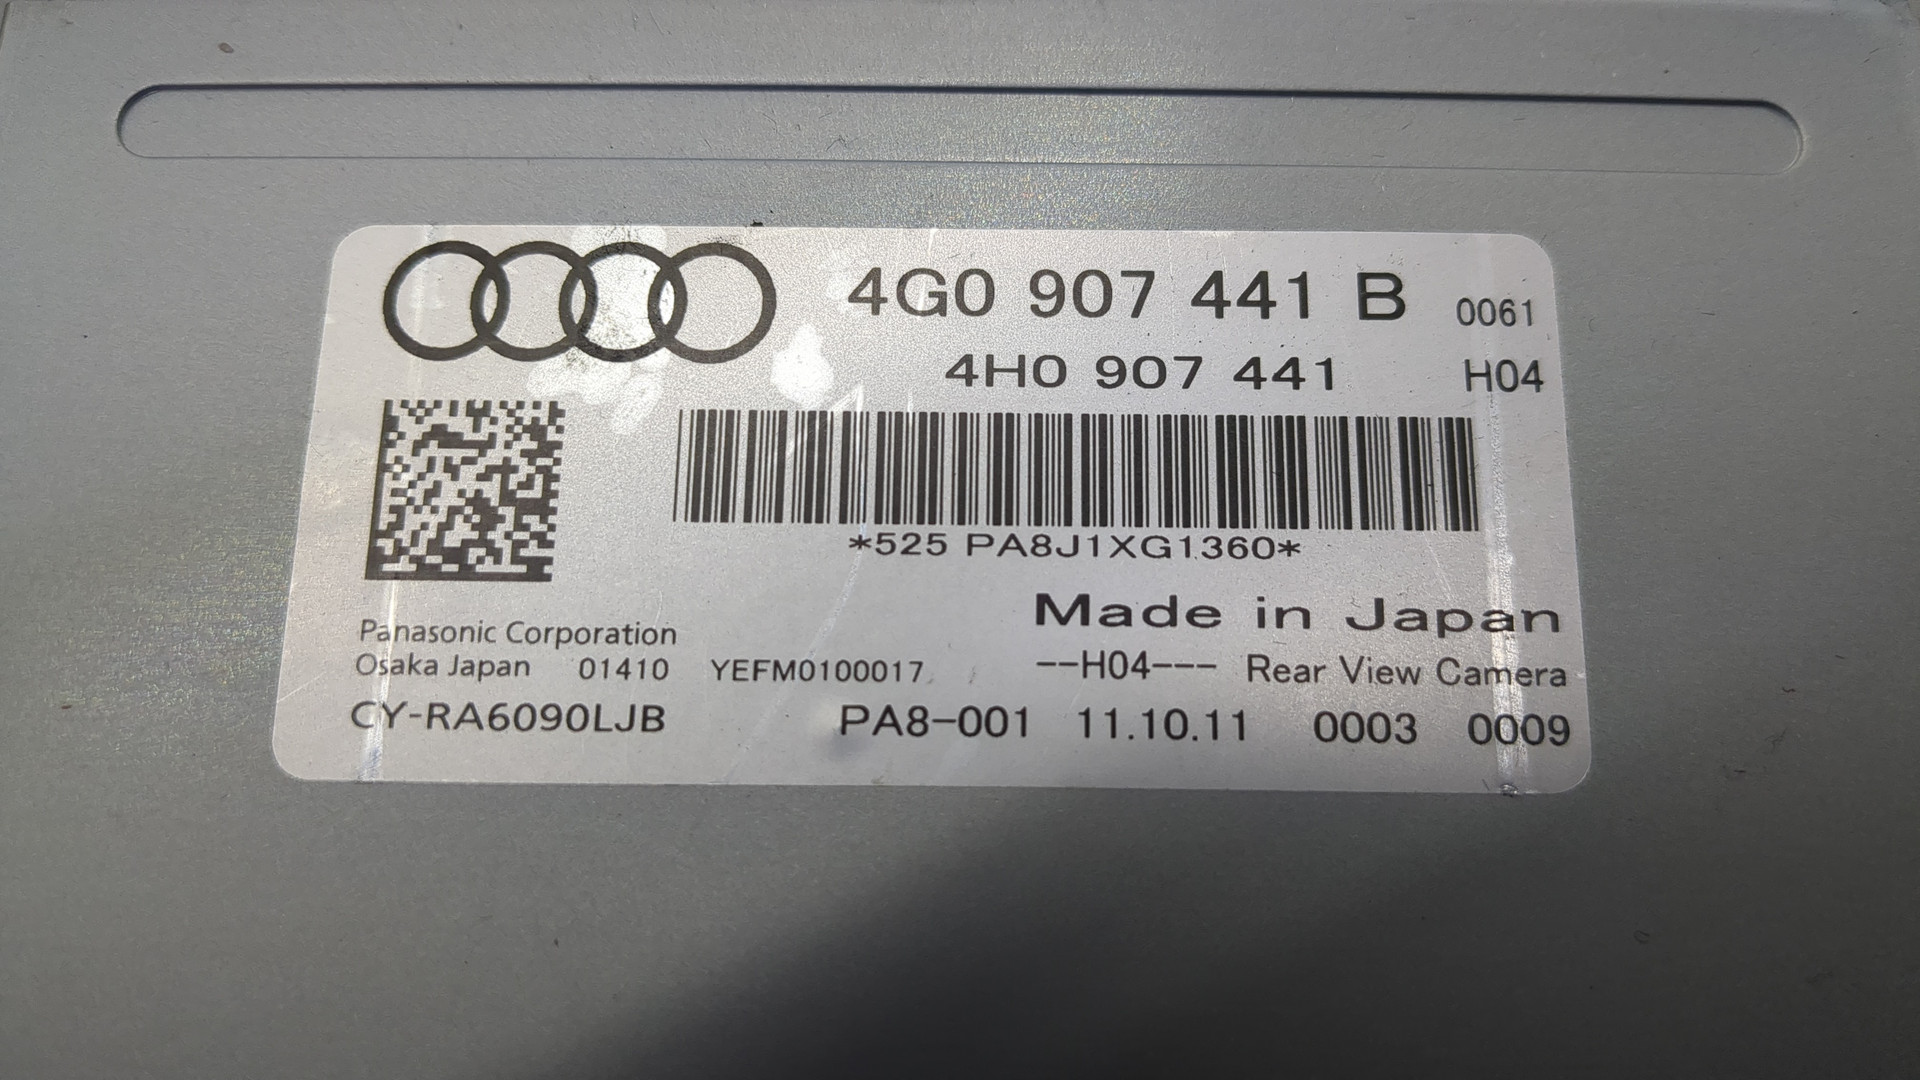 4G0 907 441 B 0061
4H0 907 441 H04
*525 PA8J1XG1360*
Made in Japan
Panasonic Corporation
Osaka Japan 01410 YEFM0100017 --H04--- Rear View Camera
CY-RA6090LJB PA8-001 11.10.11 0003 0009